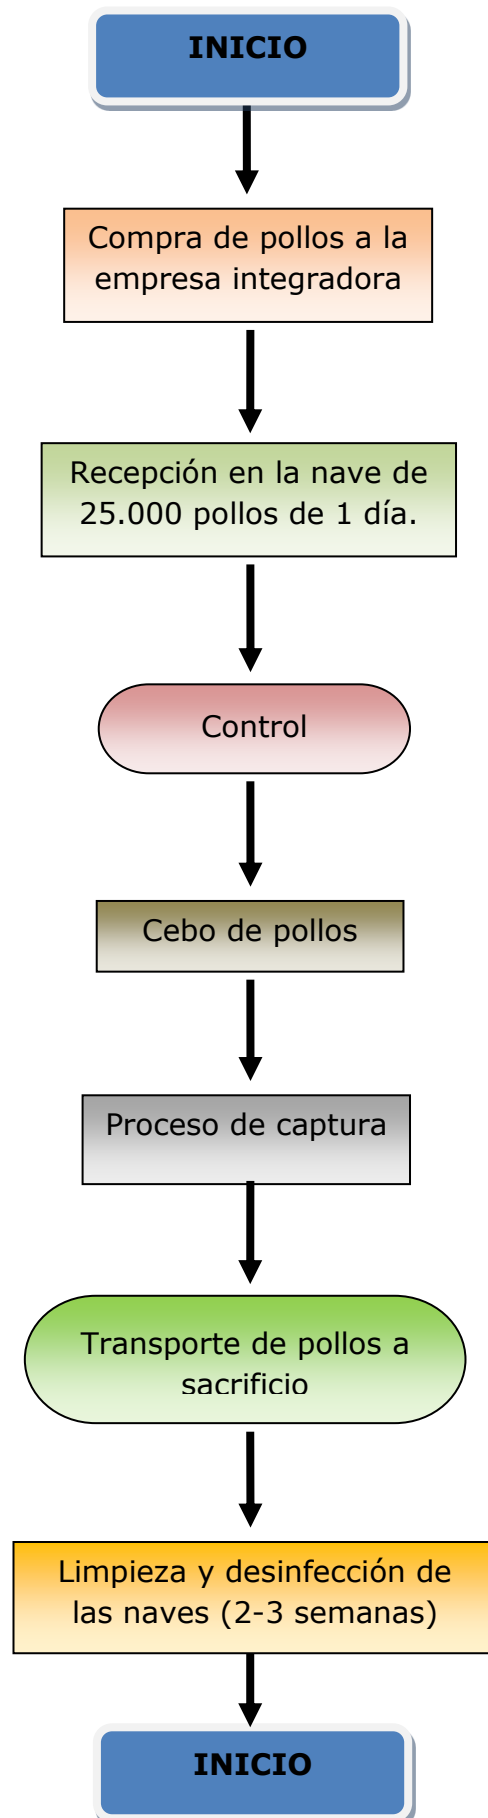 INICIO
Compra de pollos a la
empresa integradora
Recepción en la nave de
25.000 pollos de 1 día.
Control
Cebo de pollos
Proceso de captura
Transporte de pollos a
sacrificio
Limpieza y desinfección de
las naves (2-3 semanas)
INICIO